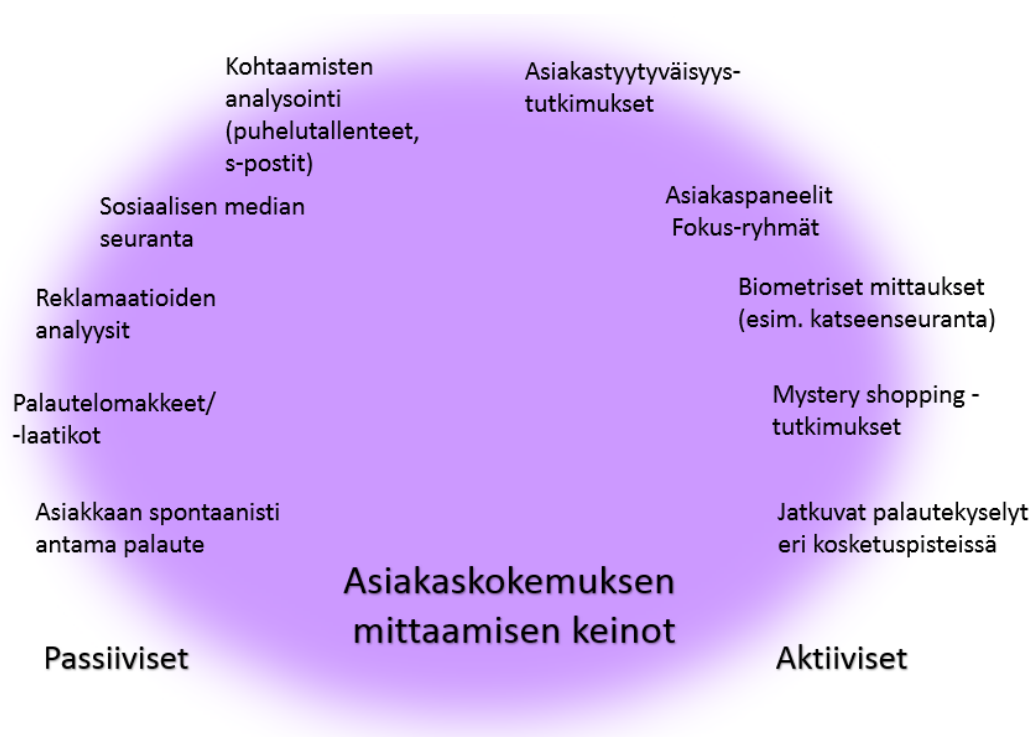 Kohtaamisten
analysointi
(puhelutallenteet,
s-postit)
Sosiaalisen median
seuranta
Reklamaatioiden
analyysit
Palautelomakkeet/
-laatikot
Asiakkaan spontaanisti
antama palaute
Passiiviset
Asiakastyytyväisyys-
tutkimukset
Asiakaspaneelit
Fokus-ryhmät
Biometriset mittaukset
(esim. katseenseuranta)
Mystery shopping -
tutkimukset
Jatkuvat palautekyselyt
eri kosketuspisteissä
Aktiiviset
Asiakaskokemuksen
mittaamisen keinot